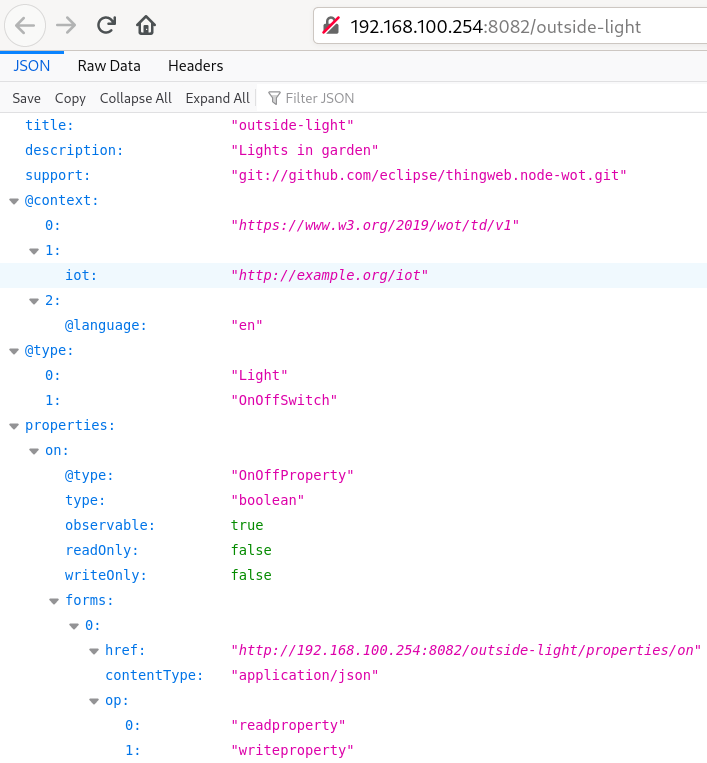 192.168.100.254:8082/outside-light
JSON Raw Data Headers
Save Copy Collapse All Expand All Filter JSON
title: "outside-light"
description: "Lights in garden"
support: "git://github.com/eclipse/thingweb.node-wot.git"
@context:
0: "https://www.w3.org/2019/wot/td/v1"
1:
iot: "http://example.org/iot"
2:
@language: "en"
@type:
0: "Light"
1: "OnOffSwitch"
properties:
on:
@type: "OnOffProperty"
type: "boolean"
observable: true
readOnly: false
writeOnly: false
forms:
0:
href: "http://192.168.100.254:8082/outside-light/properties/on"
contentType: "application/json"
op:
0: "readproperty"
1: "writeproperty"